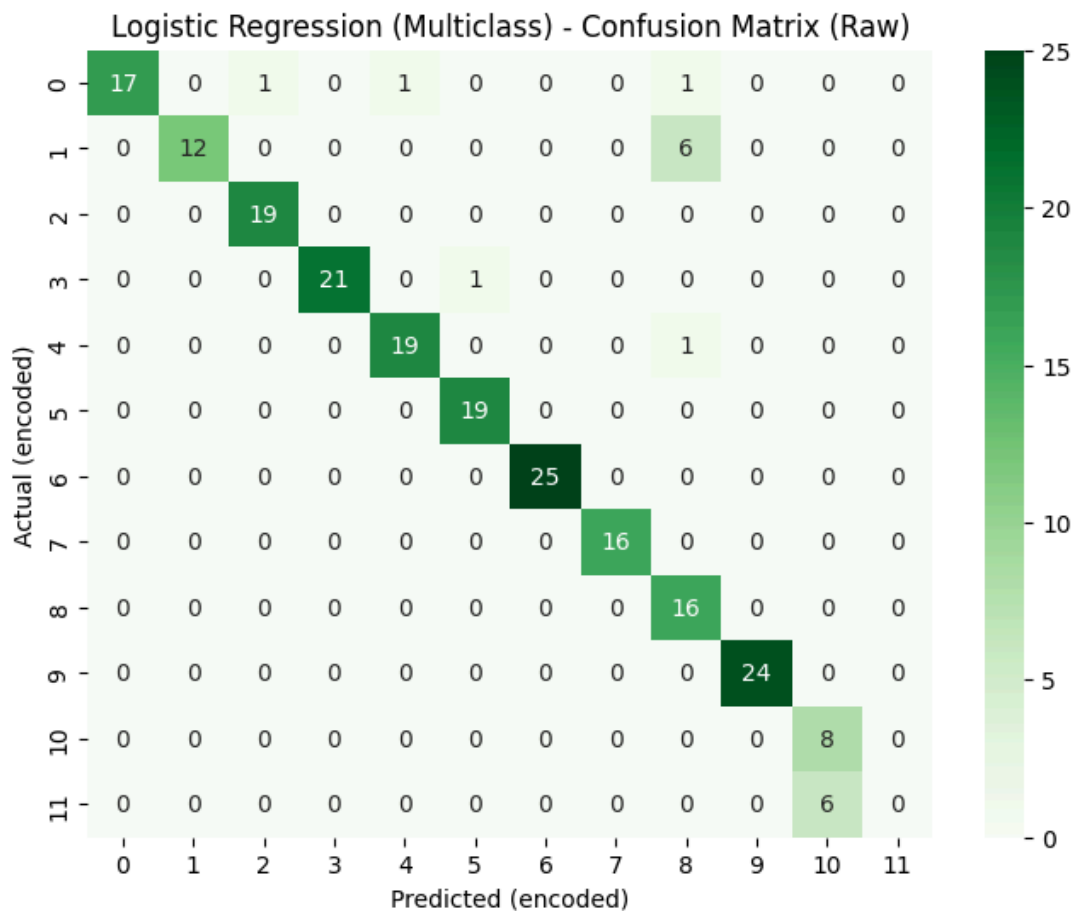 Logistic Regression (Multiclass) - Confusion Matrix (Raw)
0 17 0 1 0 1 0 0 0 1 0 0 0
1 0 12 0 0 0 0 0 0 6 0 0 0
2 0 0 19 0 0 0 0 0 0 0 0 0
3 0 0 0 21 0 1 0 0 0 0 0 0
4 0 0 0 0 19 0 0 0 1 0 0 0
5 0 0 0 0 0 19 0 0 0 0 0 0
6 0 0 0 0 0 0 25 0 0 0 0 0
7 0 0 0 0 0 0 0 16 0 0 0 0
8 0 0 0 0 0 0 0 0 16 0 0 0
9 0 0 0 0 0 0 0 0 0 24 0 0
10 0 0 0 0 0 0 0 0 0 0 8 0
11 0 0 0 0 0 0 0 0 0 0 6 0
0 1 2 3 4 5 6 7 8 9 10 11
Predicted (encoded)
Actual (encoded)
25
20
15
10
5
0